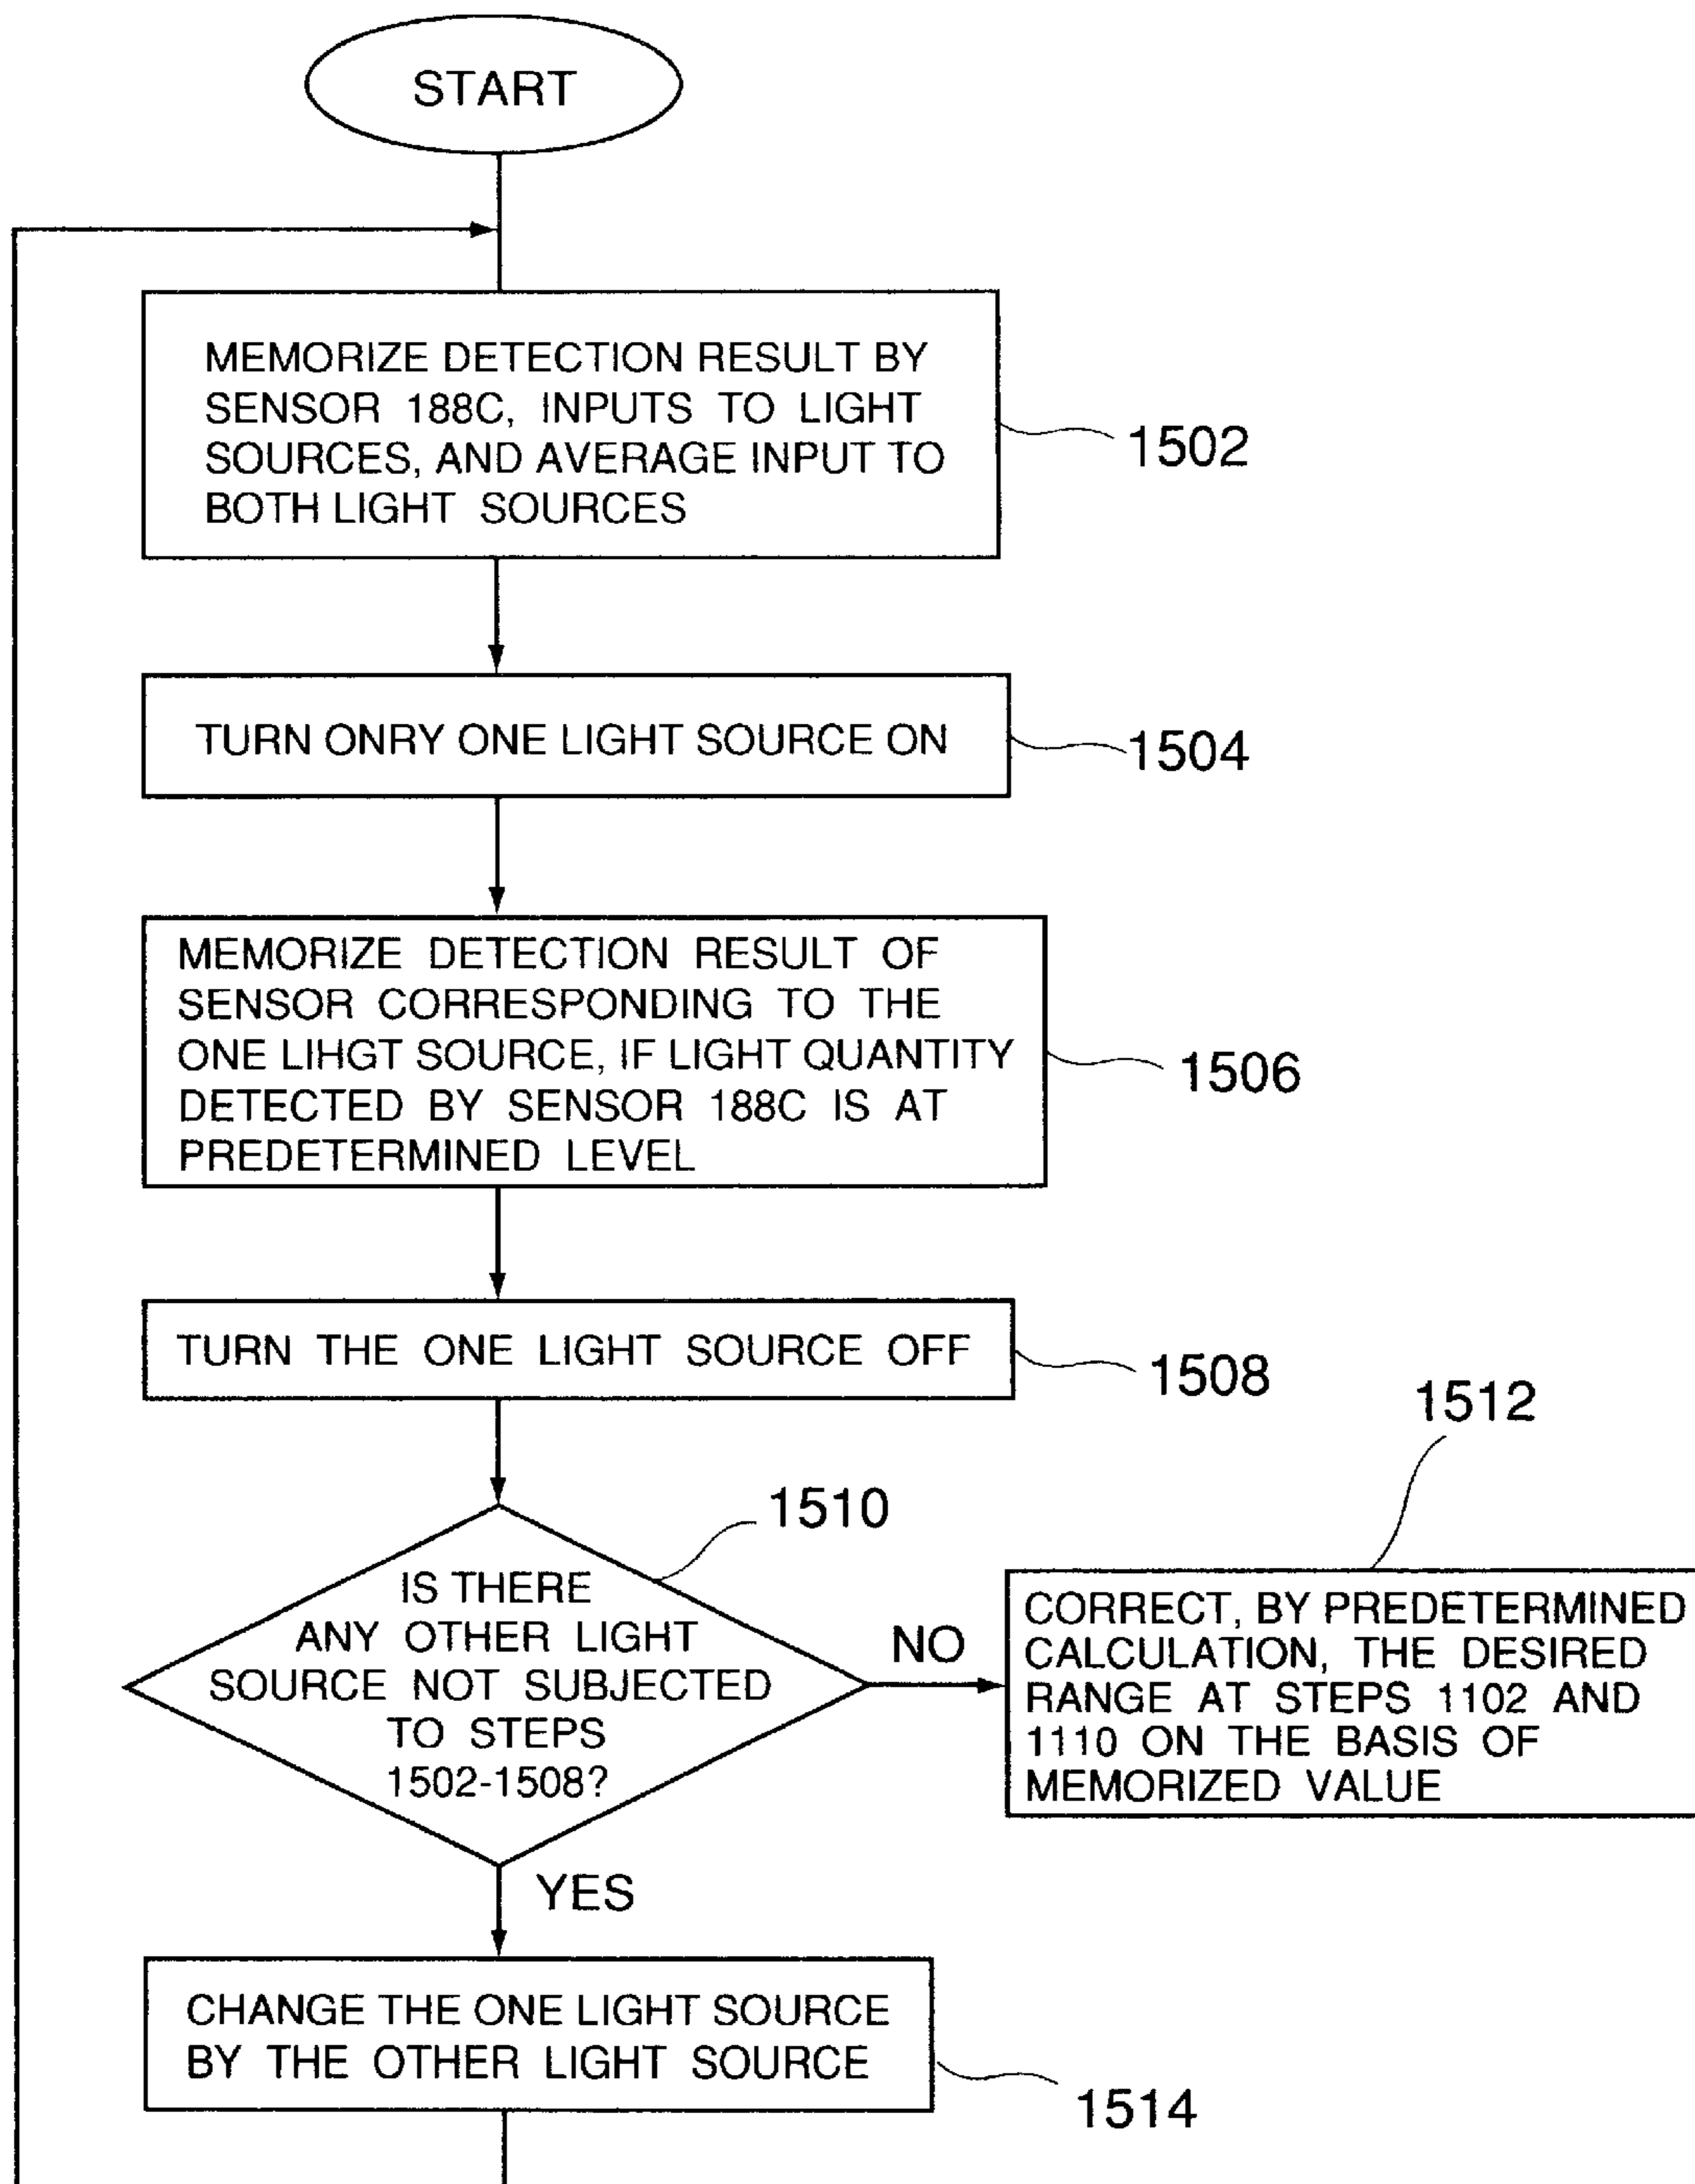 START
MEMORIZE DETECTION RESULT BY
SENSOR 188C, INPUTS TO LIGHT
SOURCES, AND AVERAGE INPUT TO
BOTH LIGHT SOURCES
1502
TURN ONRY ONE LIGHT SOURCE ON
1504
MEMORIZE DETECTION RESULT OF
SENSOR CORRESPONDING TO THE
ONE LIHGT SOURCE, IF LIGHT QUANTITY
DETECTED BY SENSOR 188C IS AT
PREDETERMINED LEVEL
1506
TURN THE ONE LIGHT SOURCE OFF
1508
IS THERE
ANY OTHER LIGHT
SOURCE NOT SUBJECTED
TO STEPS
1502-1508?
1510
NO
1512
CORRECT, BY PREDETERMINED
CALCULATION, THE DESIRED
RANGE AT STEPS 1102 AND
1110 ON THE BASIS OF
MEMORIZED VALUE
YES
CHANGE THE ONE LIGHT SOURCE
BY THE OTHER LIGHT SOURCE
1514